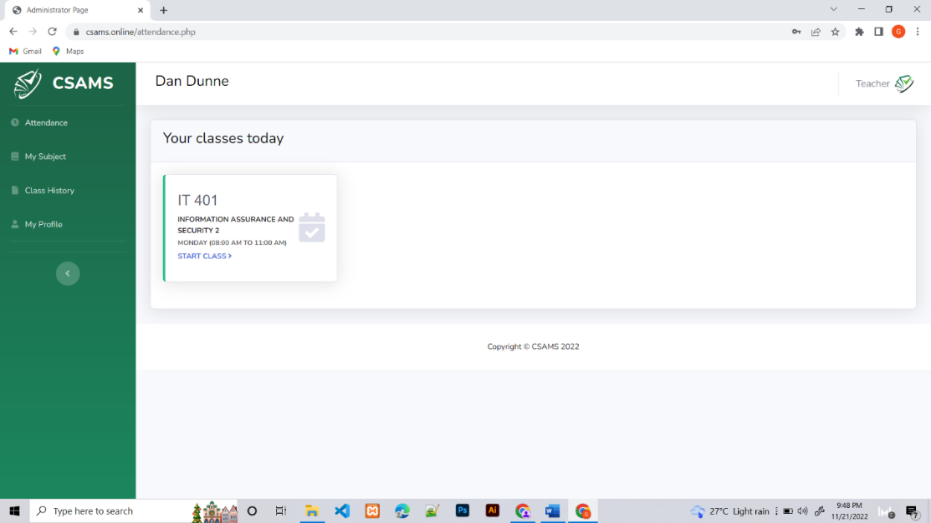 Administrator Page
csams.online/attendance.php
G
Gmail
Maps
CSAMS
Dan Dunne
Teacher
Attendance
My Subject
Class History
My Profile
Your classes today
IT 401
INFORMATION ASSURANCE AND
SECURITY 2
MONDAY (08:00 AM TO 11:00 AM)
START CLASS
Copyright © CSAMS 2022
Type here to search
Ps
Ai
27°C Light rain
9:48 PM
11/21/2022